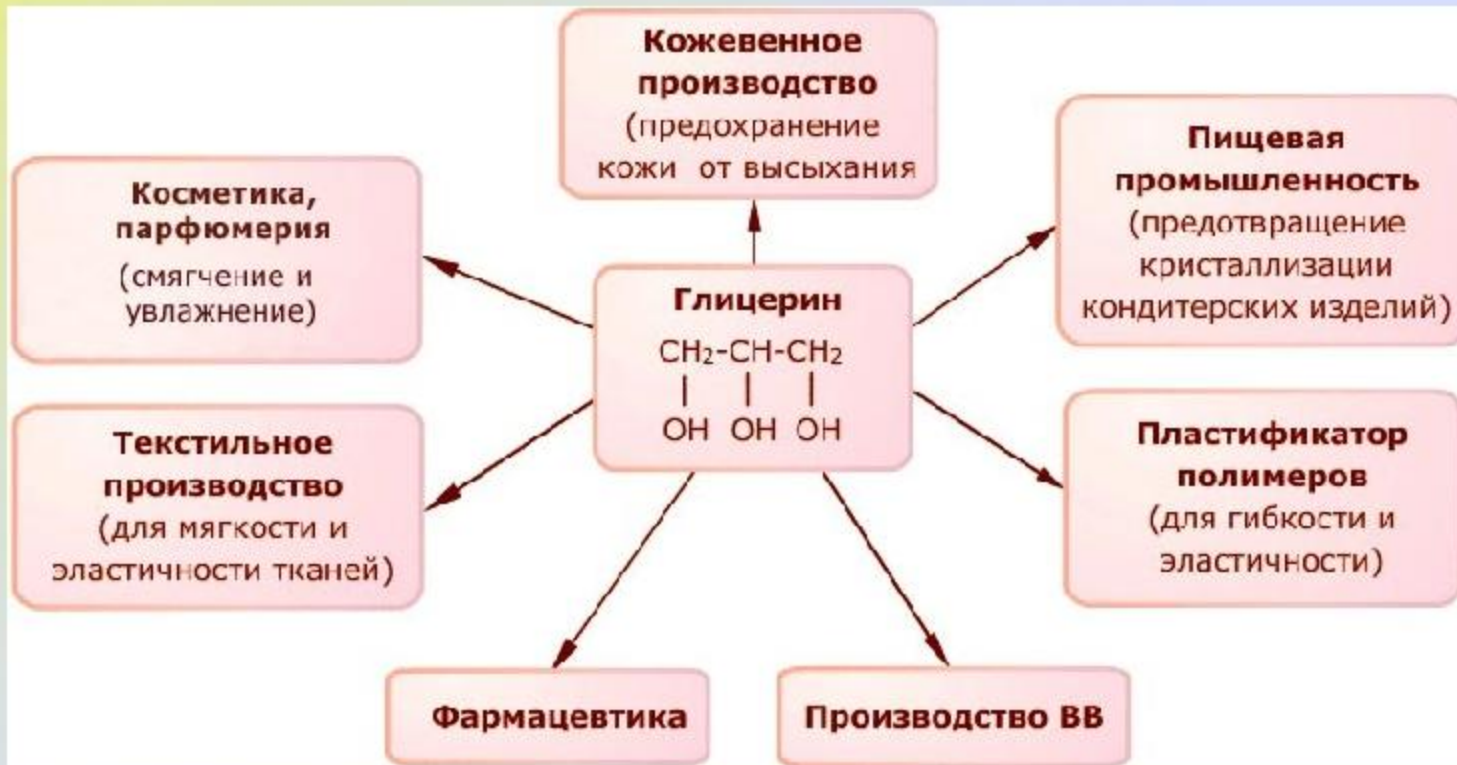 Кожевенное
производство
(предохранение
кожи от высыхания
Косметика,
парфюмерия
(смягчение и
увлажнение)
Пищевая
промышленность
(предотвращение
кристаллизации
кондитерских изделий)
Глицерин
CH₂-CH-CH₂
| | |
OH OH OH
Текстильное
производство
(для мягкости и
эластичности тканей)
Пластификатор
полимеров
(для гибкости и
эластичности)
Фармацевтика
Производство ВВ